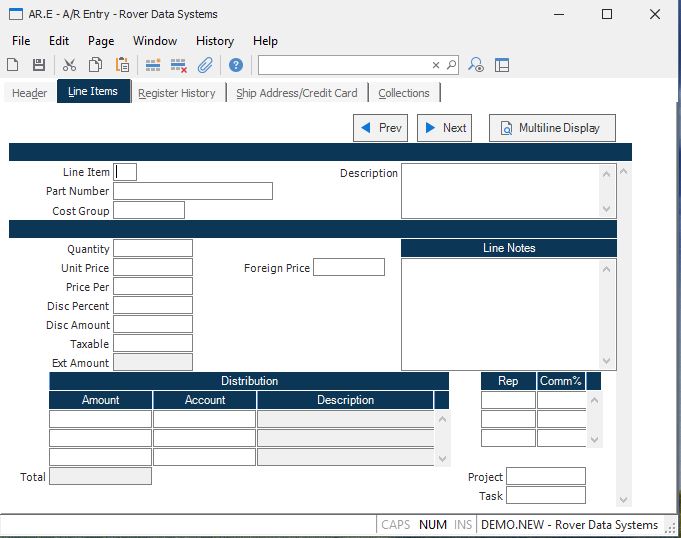 AR.E - A/R Entry - Rover Data Systems
File Edit Page Window History Help
Header Line Items Register History Ship Address/Credit Card Collections
Prev Next Multiline Display
Line Item Description
Part Number
Cost Group
Quantity Line Notes
Unit Price Foreign Price
Price Per
Disc Percent
Disc Amount
Taxable
Ext Amount
Distribution Rep Comm%
Amount Account Description
Total Project
Task
CAPS NUM INS DEMO.NEW - Rover Data Systems